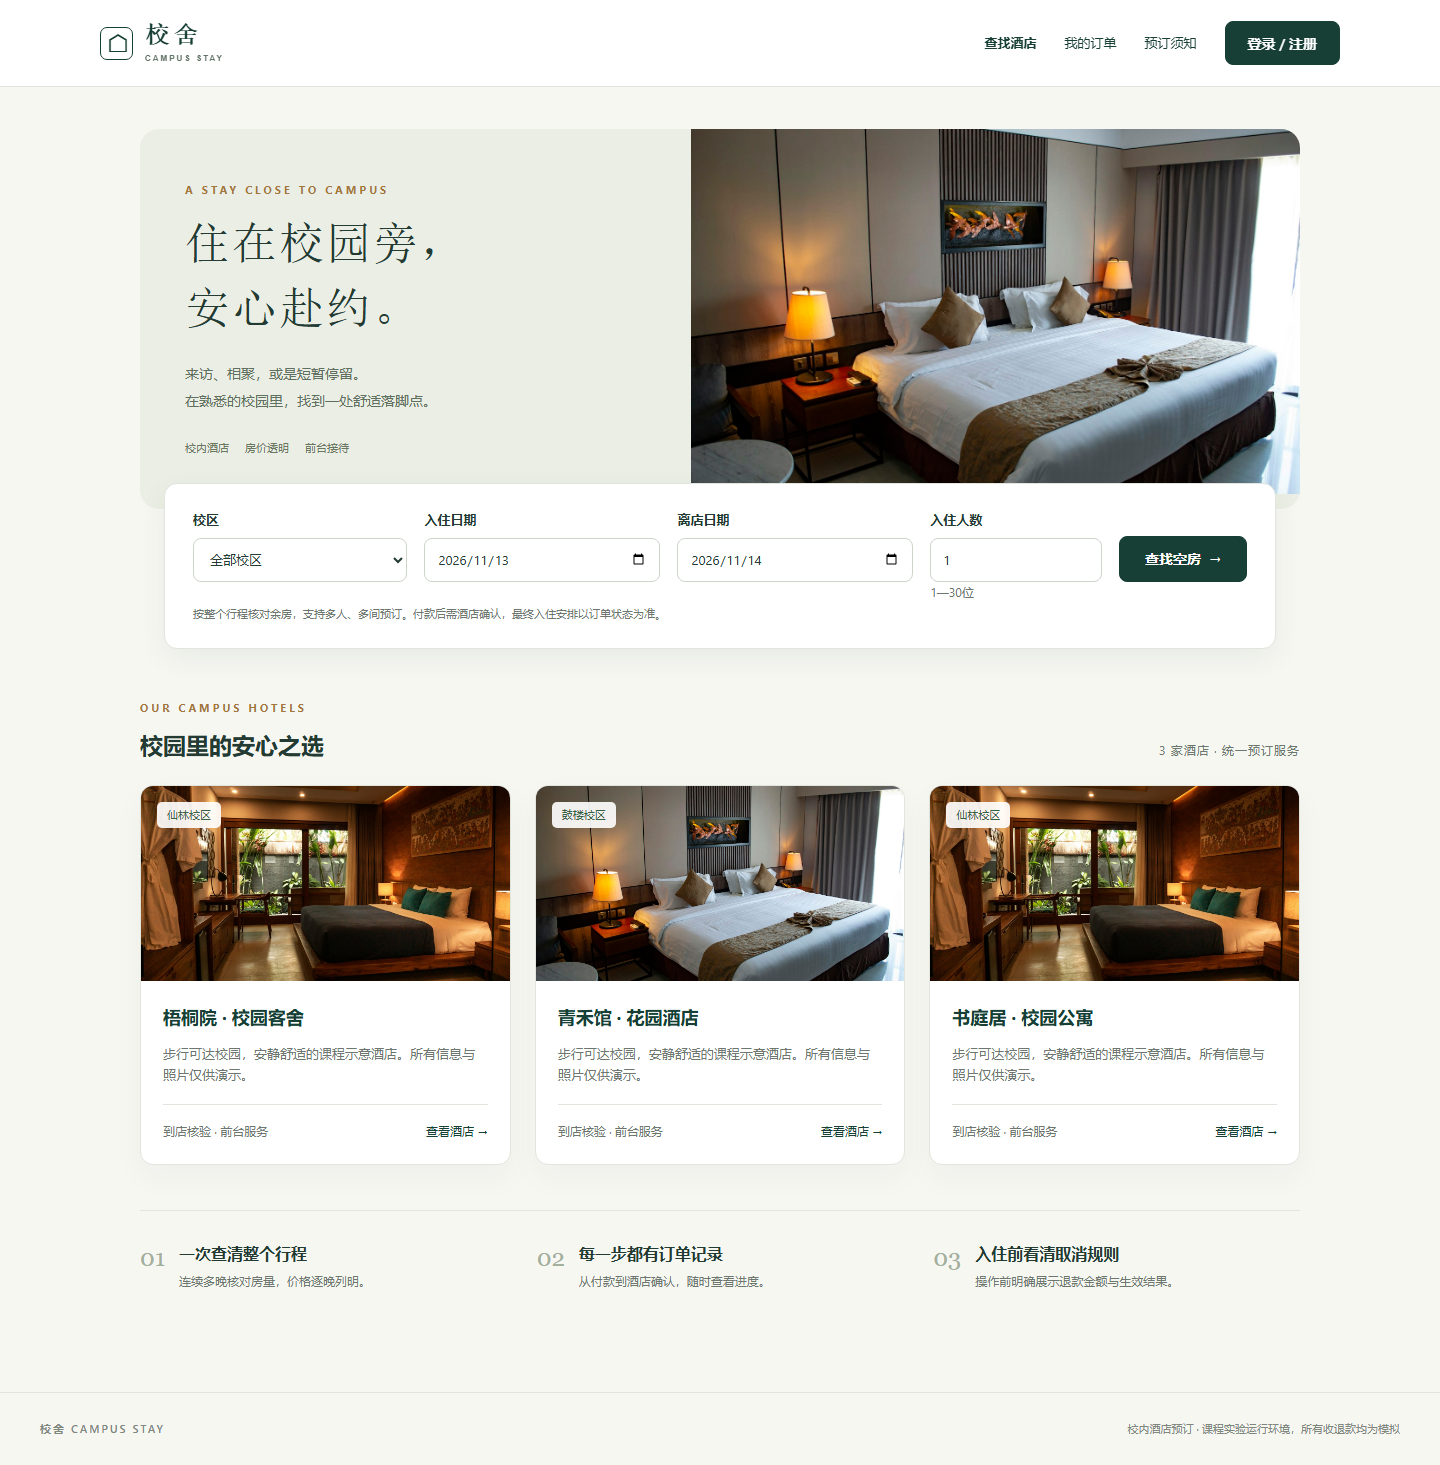 校舍
CAMPUS STAY
查找酒店
我的订单
预订须知
登录 / 注册
A STAY CLOSE TO CAMPUS
住在校园旁，
安心赴约。
来访、相聚，或是短暂停留。
在熟悉的校园里，找到一处舒适落脚点。
校内酒店 房价透明 前台接待
校区
入住日期
离店日期
入住人数
全部校区
2026/11/13
2026/11/14
1
查找空房 →
1—30位
按整个行程核对余房，支持多人、多间预订。付款后需酒店确认，最终入住安排以订单状态为准。
OUR CAMPUS HOTELS
校园里的安心之选
3 家酒店 · 统一预订服务
仙林校区
梧桐院 · 校园客舍
步行可达校园，安静舒适的课程示意酒店。所有信息与
照片仅供演示。
到店核验 · 前台服务
查看酒店 →
鼓楼校区
青禾馆 · 花园酒店
步行可达校园，安静舒适的课程示意酒店。所有信息与
照片仅供演示。
到店核验 · 前台服务
查看酒店 →
仙林校区
书庭居 · 校园公寓
步行可达校园，安静舒适的课程示意酒店。所有信息与
照片仅供演示。
到店核验 · 前台服务
查看酒店 →
01
一次查清整个行程
连续多晚核对房量，价格逐晚列明。
02
每一步都有订单记录
从付款到酒店确认，随时查看进度。
03
入住前看清取消规则
操作前明确展示退款金额与生效结果。
校舍 CAMPUS STAY
校内酒店预订 · 课程实验运行环境，所有收退款均为模拟